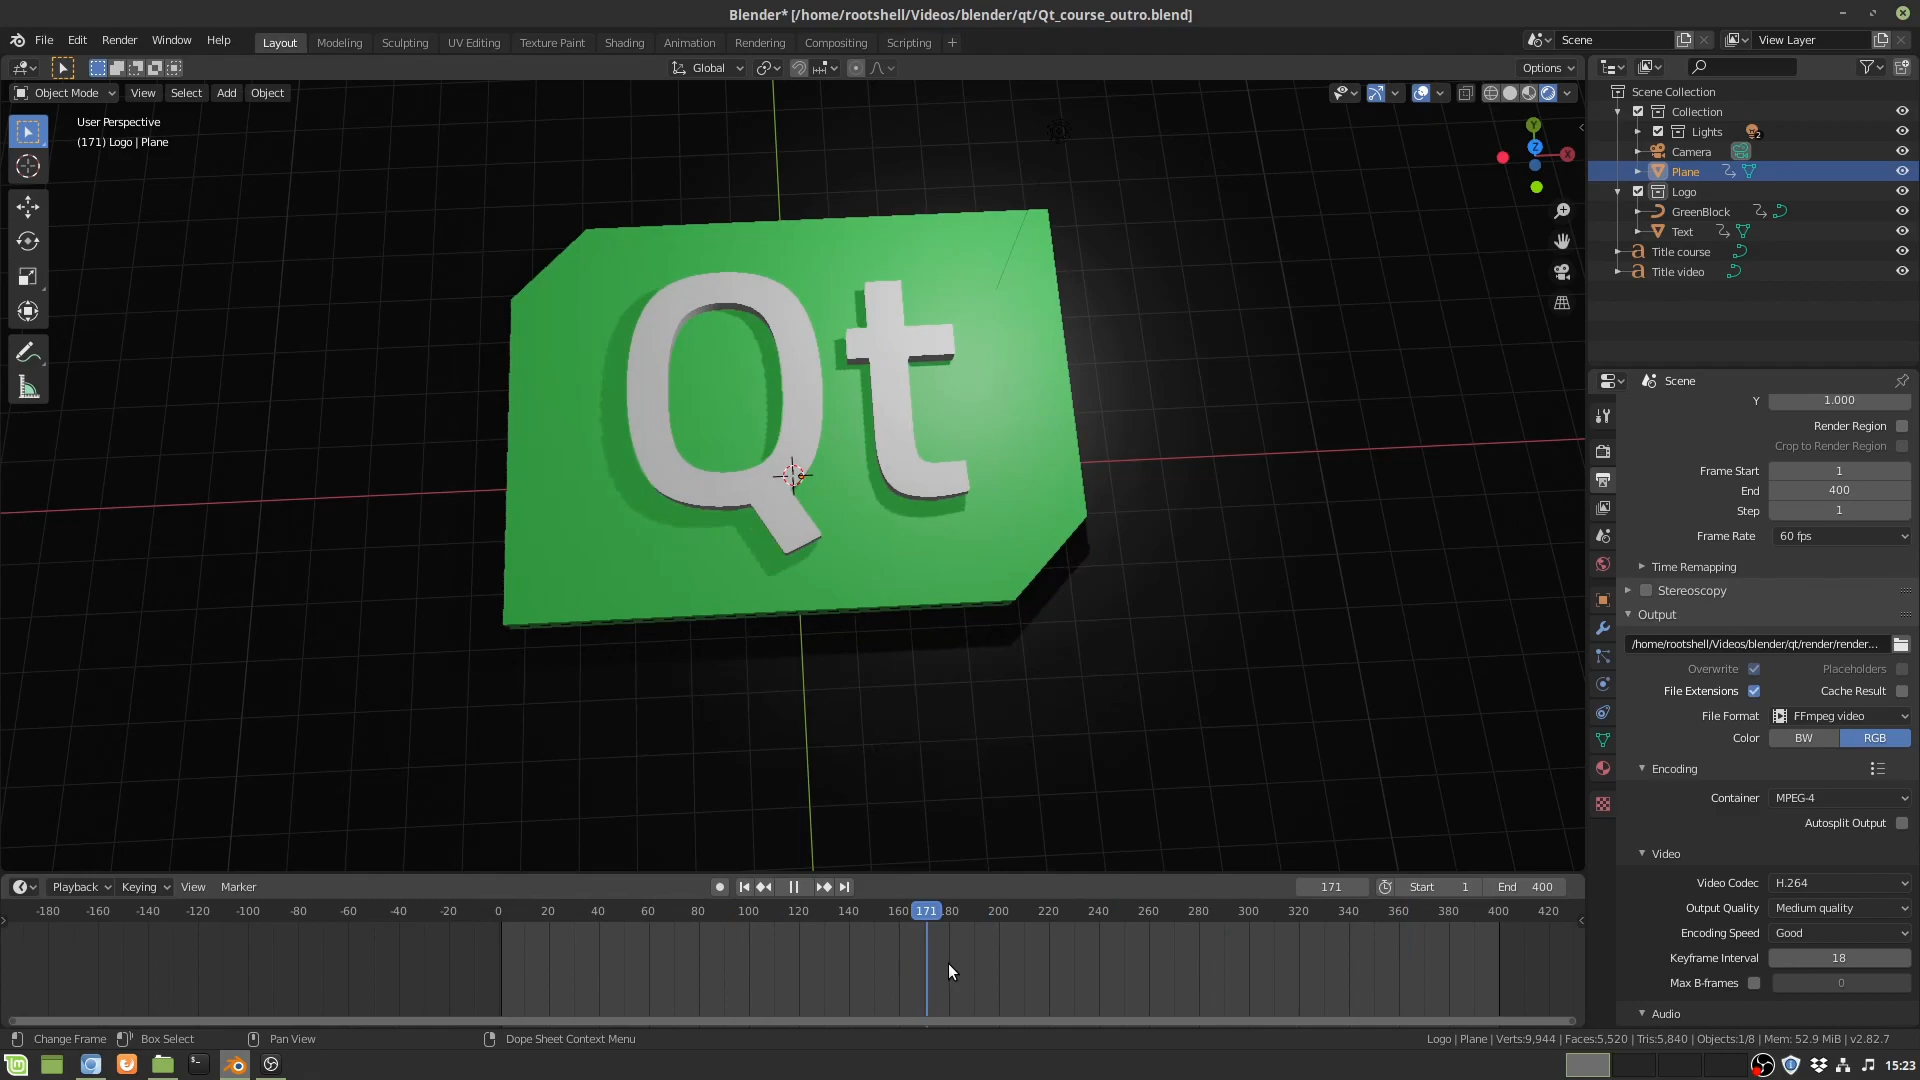 Blender* [/home/rootshell/Videos/blender/qt/Qt_course_outro.blend]
File Edit Render Window Help
Layout Modeling Sculpting UV Editing Texture Paint Shading Animation Rendering Compositing Scripting +
Scene
View Layer
Global
Options
Object Mode View Select Add Object
User Perspective
(171) Logo | Plane
Y
Z
X
Qt
Scene Collection
Collection
Lights 2
Camera
Plane
Logo
GreenBlock
Text
Title course
Title video
Scene
Y 1.000
Render Region
Crop to Render Region
Frame Start 1
End 400
Step 1
Frame Rate 60 fps
Time Remapping
Stereoscopy
Output
/home/rootshell/Videos/blender/qt/render/render...
Overwrite Placeholders
File Extensions Cache Result
File Format FFmpeg video
Color BW RGB
Encoding
Container MPEG-4
Autosplit Output
Video
Video Codec H.264
Output Quality Medium quality
Encoding Speed Good
Keyframe Interval 18
Max B-frames 0
Audio
Playback Keying View Marker
171 Start 1 End 400
-180 -160 -140 -120 -100 -80 -60 -40 -20 0 20 40 60 80 100 120 140 160 171 80 200 220 240 260 280 300 320 340 360 380 400 420
Change Frame Box Select Pan View Dope Sheet Context Menu
Logo | Plane | Verts:9,944 | Faces:5,520 | Tris:5,840 | Objects:1/8 | Mem: 52.9 MiB | v2.82.7
15:23